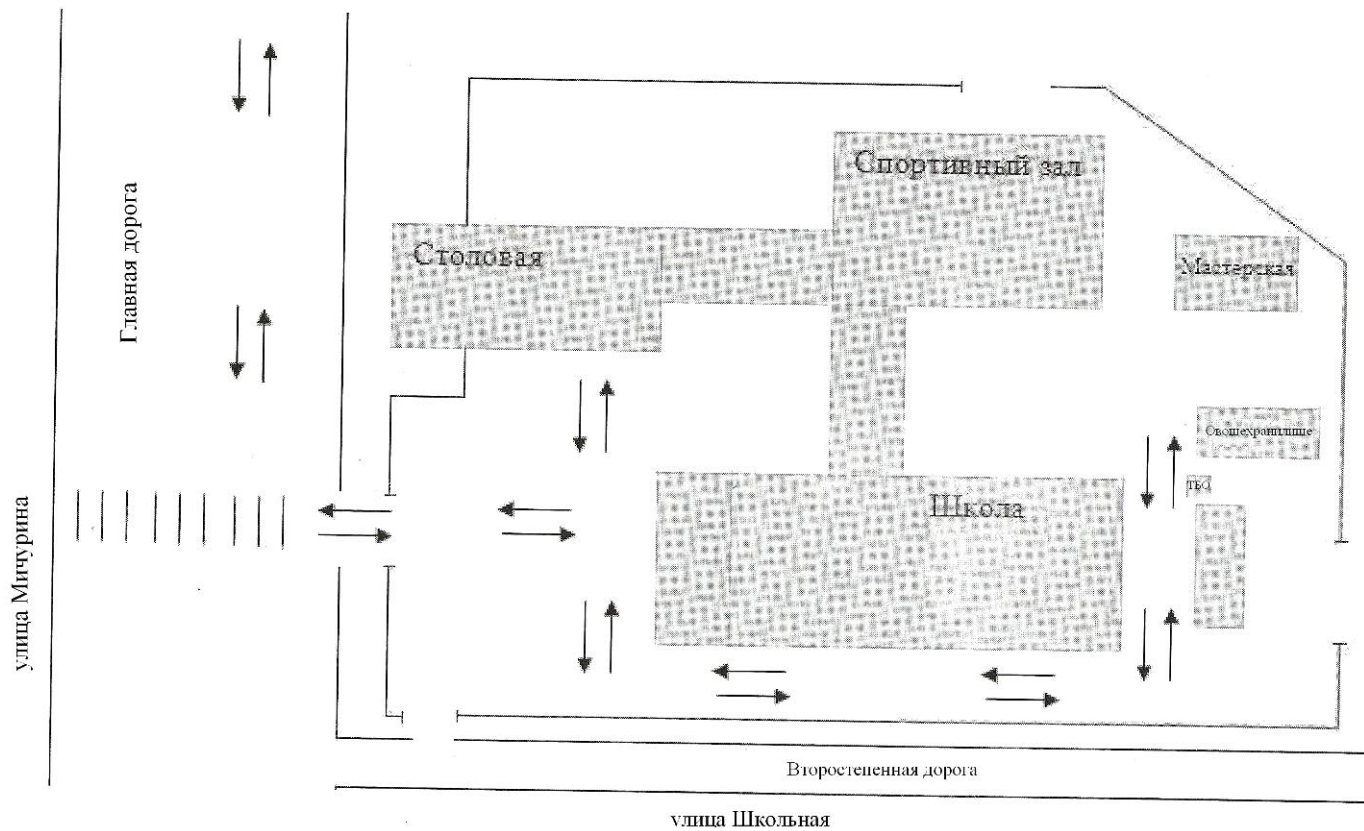 Спортивный зал
Столовая
Мастерская
Главная дорога
Овощехранилище
ТБО
Школа
улица Мичурина
Второстепенная дорога
улица Школьная